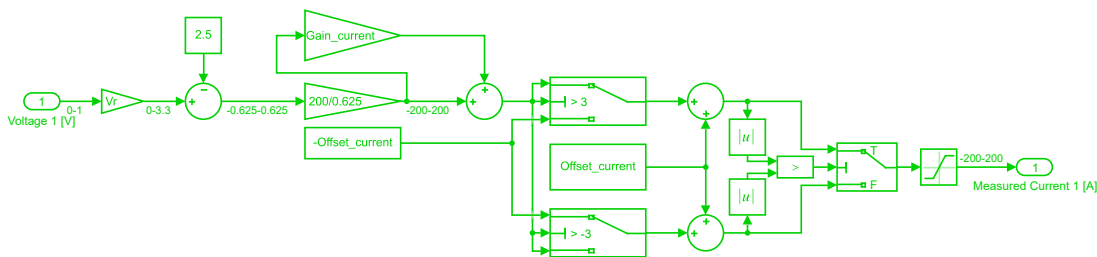 2.5
Gain_current
1
Voltage 1 [V]
0-1
Vr
0-3.3
-0.625-0.625
200/0.625
-200-200
-Offset_current
> 3
Offset_current
> -3
|u|
>
|u|
T
F
-200-200
1
Measured Current 1 [A]